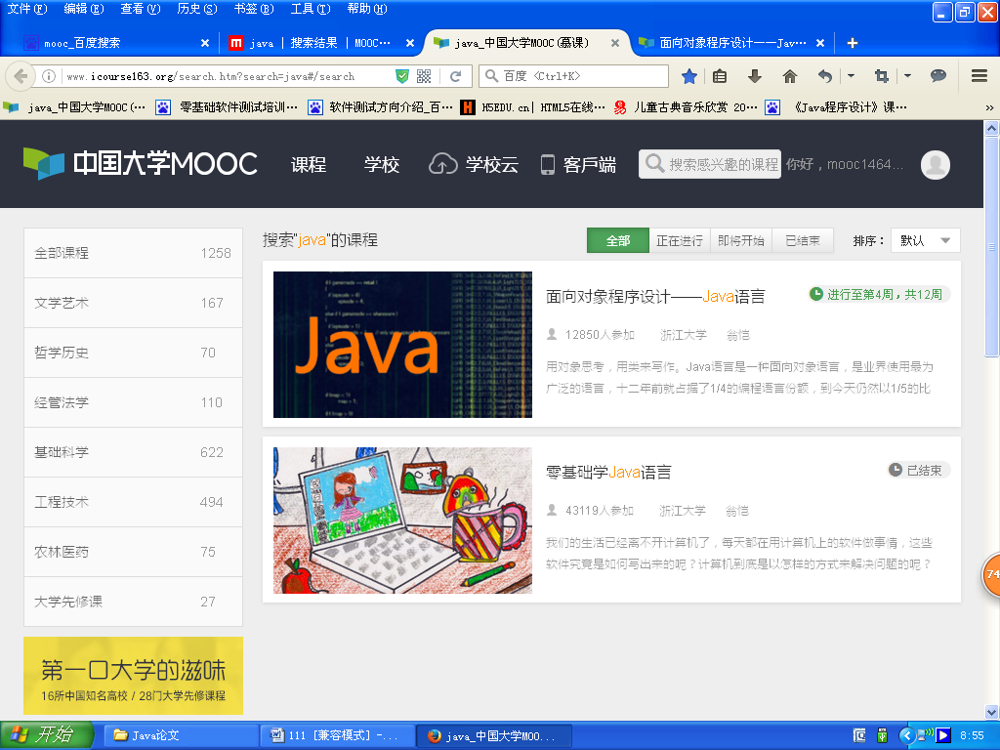 文件(F) 编辑(E) 查看(V) 历史(S) 书签(B) 工具(T) 帮助(H)
mooc_百度搜索 × java | 搜索结果 | MOOC… × java_中国大学MOOC(慕课) × 面向对象程序设计——Jav… × +
www.icourse163.org/search.htm?search=java#/search 百度 <Ctrl+K>
java_中国大学MOOC(… 零基础软件测试培训… 软件测试方向介绍_百… H5EDU.cn| HTML5在线… 儿童古典音乐欣赏 20… 《Java程序设计》课… »
中国大学MOOC 课程 学校 学校云 客户端 搜索感兴趣的课程 你好，mooc1464...
全部课程 1258
文学艺术 167
哲学历史 70
经管法学 110
基础科学 622
工程技术 494
农林医药 75
大学先修课 27
第一口大学的滋味
16所中国知名高校 / 28门大学先修课程
搜索"java"的课程 全部 正在进行 即将开始 已结束 排序： 默认
Java
面向对象程序设计——Java语言 进行至第4周，共12周
12850人参加 浙江大学 翁恺
用对象思考，用类来写作。Java语言是一种面向对象语言，是业界使用最为
广泛的语言，十二年前就占据了1/4的编程语言份额，到今天仍然以1/5的比
零基础学Java语言 已结束
43119人参加 浙江大学 翁恺
我们的生活已经离不开计算机了，每天都在用计算机上的软件做事情，这些
软件究竟是如何写出来的呢？计算机到底是以怎样的方式来解决问题的呢？
74
开始 Java论文 111 [兼容模式] -... java_中国大学MOO... 8:55